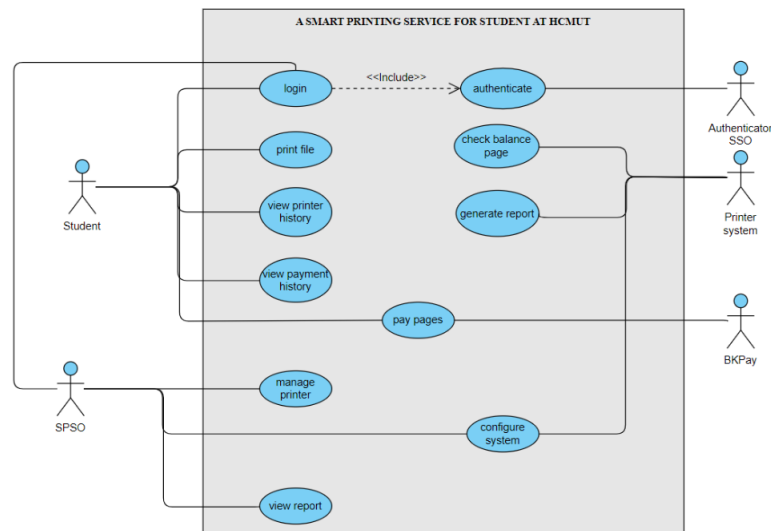 A SMART PRINTING SERVICE FOR STUDENT AT HCMUT
<<Include>>
login
authenticate
Authenticator
SSO
print file
check balance
page
Student
view printer
history
generate report
Printer
system
view payment
history
pay pages
BKPay
SPSO
manage
printer
configure
system
view report